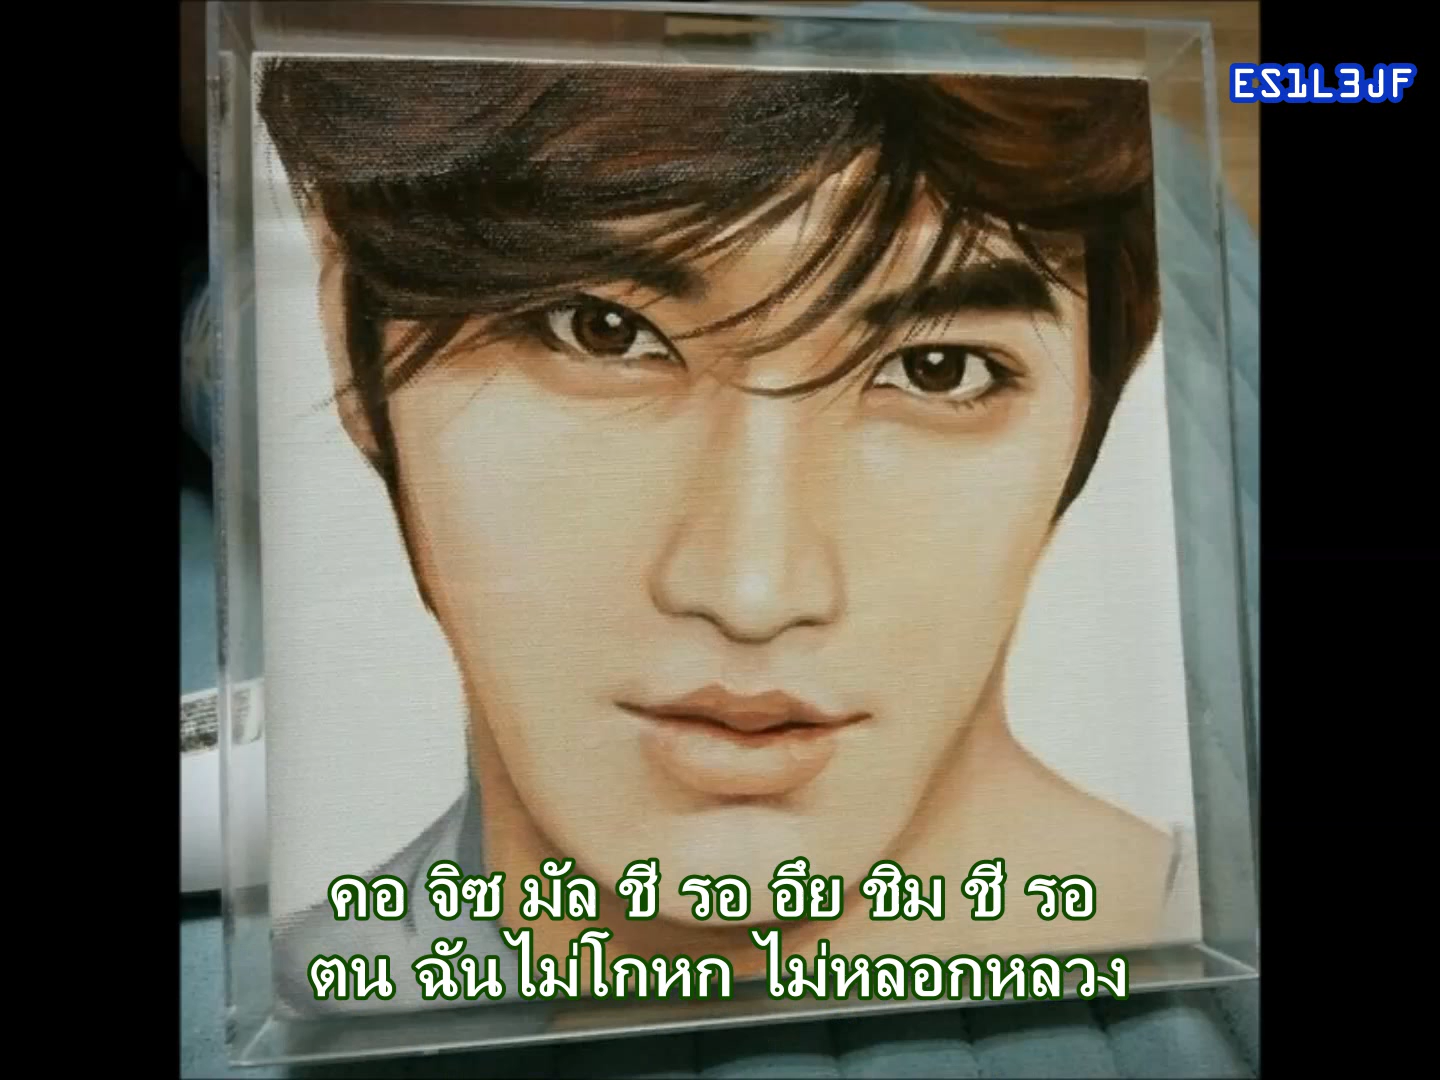 ES1L3JF
คอ จิซ มัล ชี รอ อึย ชิม ชี รอ
ตน ฉันไม่โกหก ไม่หลอกหลวง